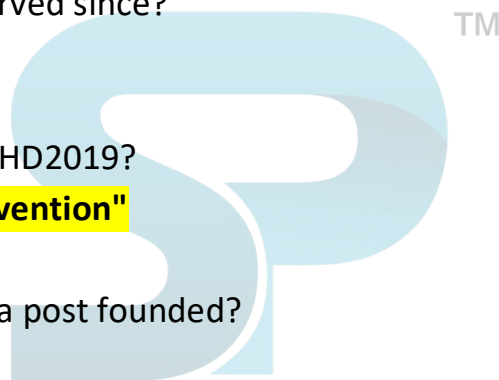 rved since?
TM
HD2019?
vention"
a post founded?